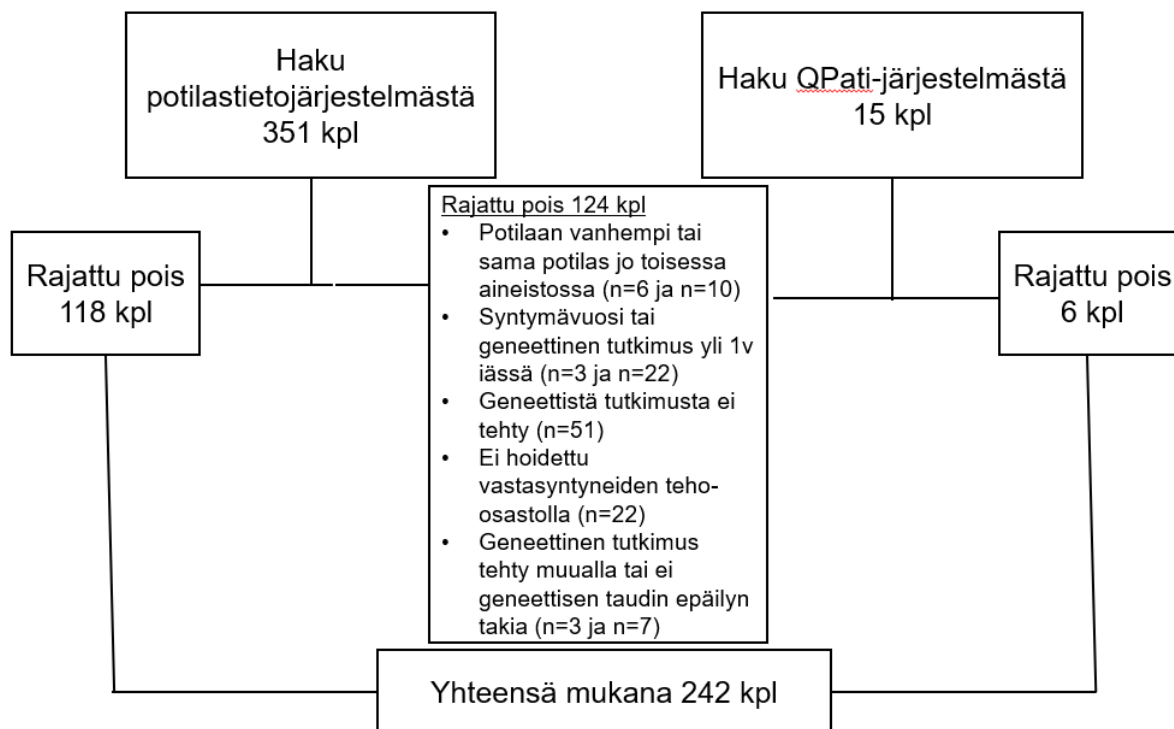 Haku
potilastietojärjestelmästä
351 kpl
Haku QPati-järjestelmästä
15 kpl
Rajattu pois
118 kpl
Rajattu pois 124 kpl
• Potilaan vanhempi tai
sama potilas jo toisessa
aineistossa (n=6 ja n=10)
• Syntymävuosi tai
geneettinen tutkimus yli 1v
iässä (n=3 ja n=22)
• Geneettistä tutkimusta ei
tehty (n=51)
• Ei hoidettu
vastasyntyneiden teho-
osastolla (n=22)
• Geneettinen tutkimus
tehty muualla tai ei
geneettisen taudin epäilyn
takia (n=3 ja n=7)
Rajattu pois
6 kpl
Yhteensä mukana 242 kpl